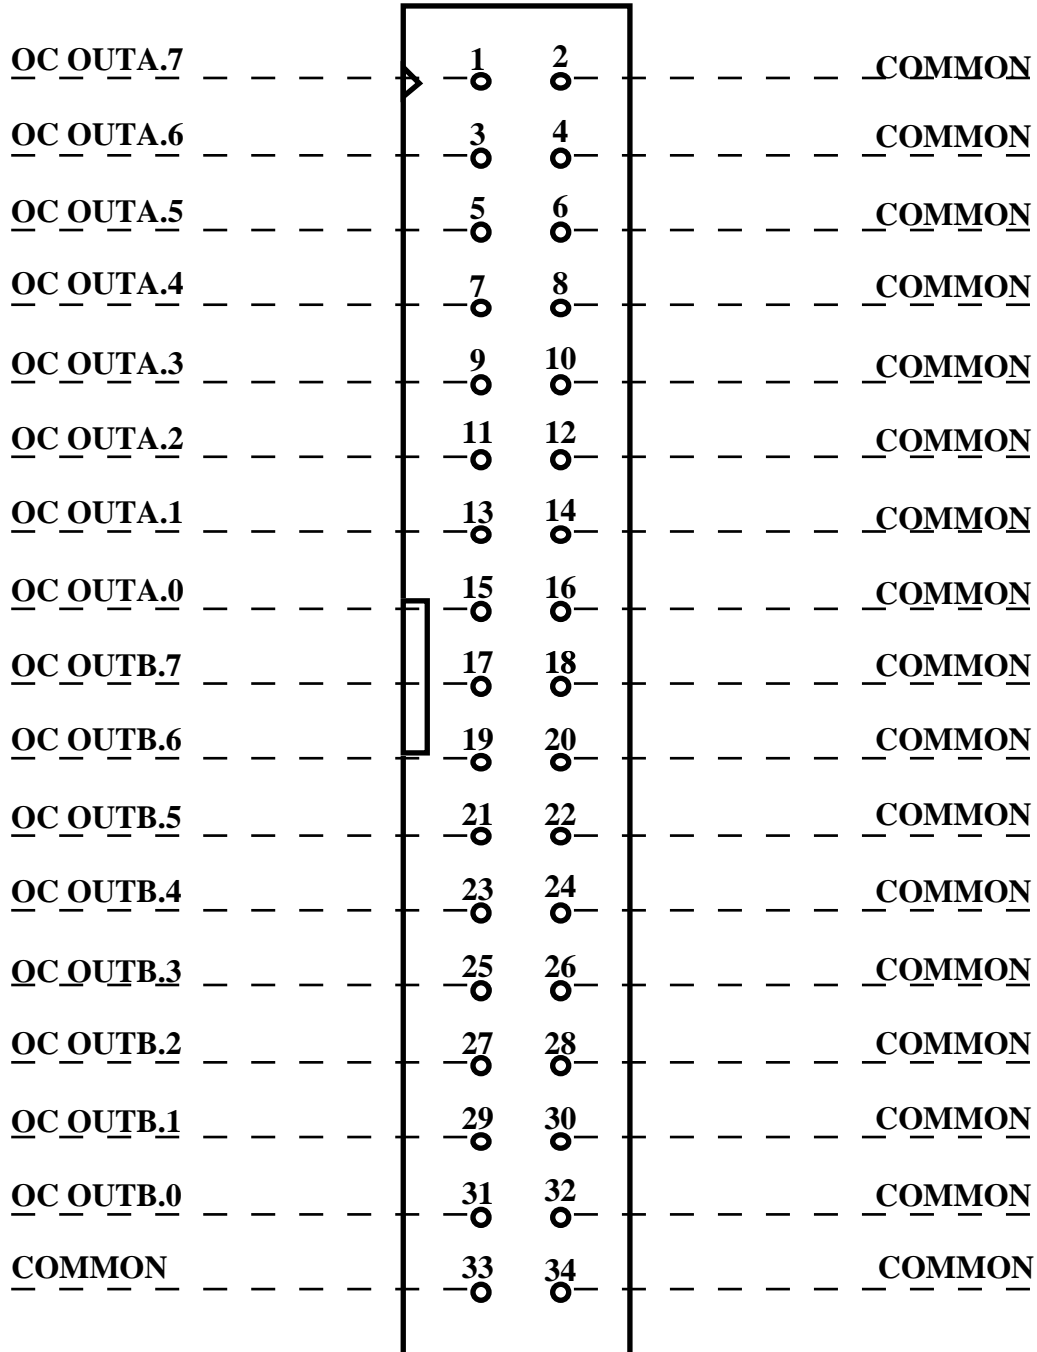 OC OUTA.7 1 2 COMMON
OC OUTA.6 3 4 COMMON
OC OUTA.5 5 6 COMMON
OC OUTA.4 7 8 COMMON
OC OUTA.3 9 10 COMMON
OC OUTA.2 11 12 COMMON
OC OUTA.1 13 14 COMMON
OC OUTA.0 15 16 COMMON
OC OUTB.7 17 18 COMMON
OC OUTB.6 19 20 COMMON
OC OUTB.5 21 22 COMMON
OC OUTB.4 23 24 COMMON
OC OUTB.3 25 26 COMMON
OC OUTB.2 27 28 COMMON
OC OUTB.1 29 30 COMMON
OC OUTB.0 31 32 COMMON
COMMON 33 34 COMMON